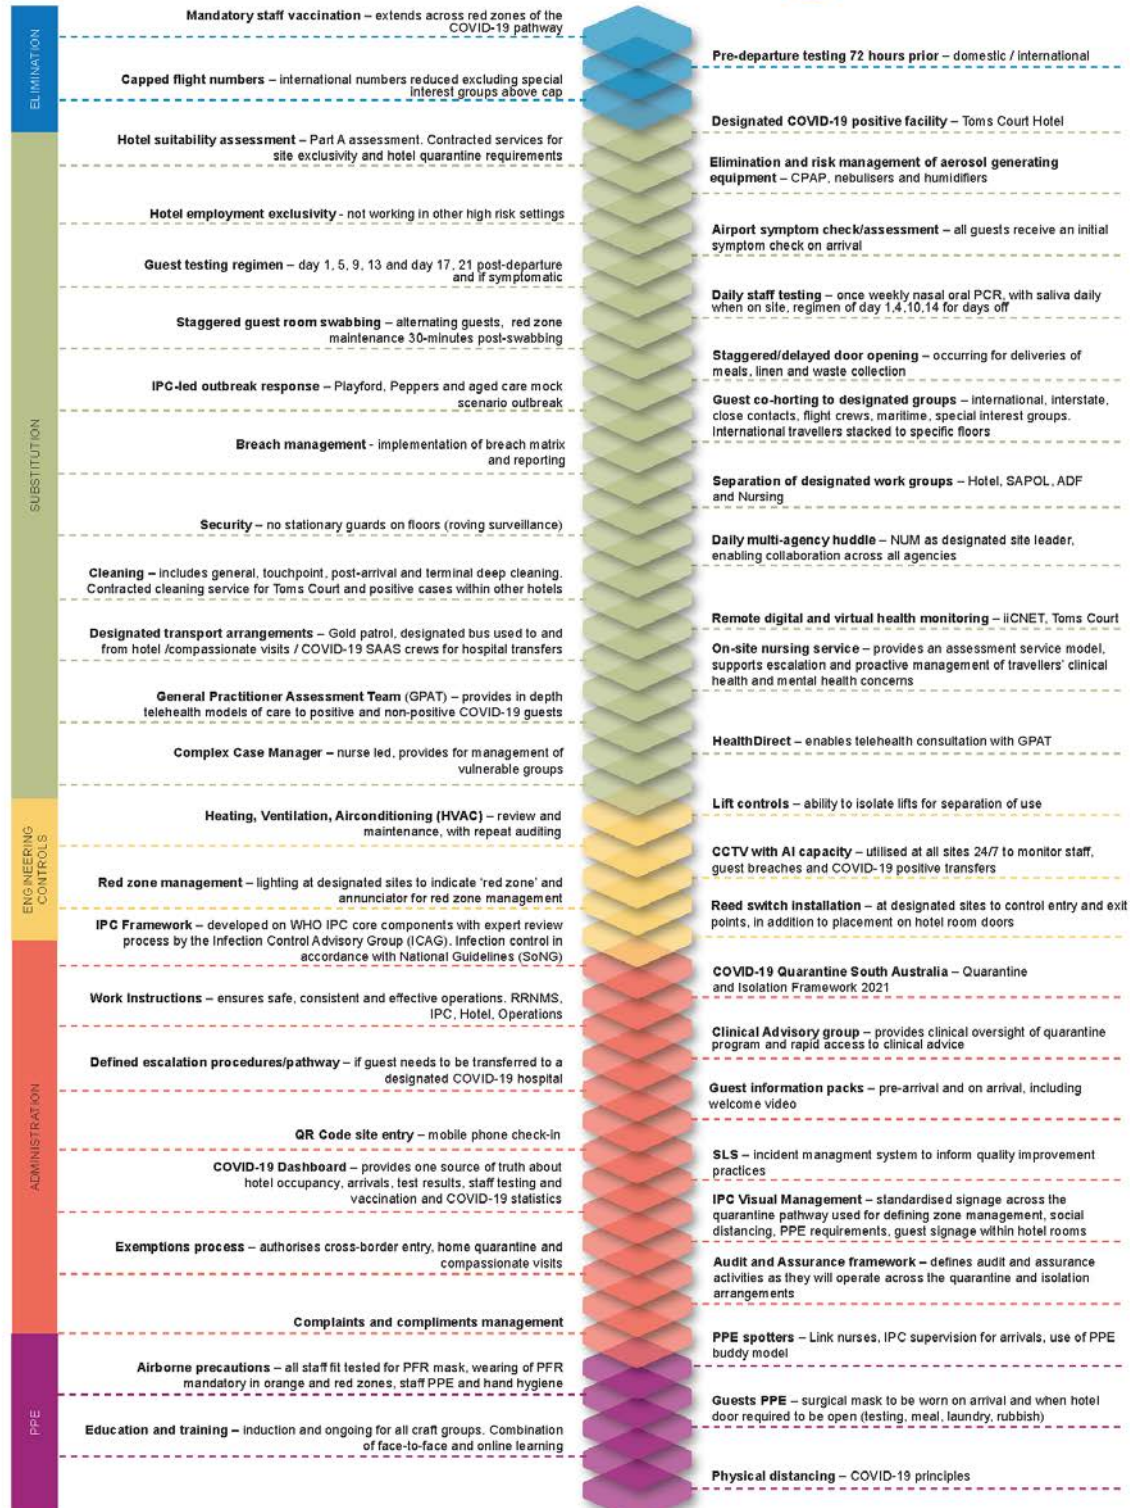 ELIMINATION
Mandatory staff vaccination – extends across red zones of the
COVID-19 pathway
Pre-departure testing 72 hours prior – domestic / international
Capped flight numbers – international numbers reduced excluding special
interest groups above cap
SUBSTITUTION
Designated COVID-19 positive facility – Toms Court Hotel
Hotel suitability assessment – Part A assessment. Contracted services for
site exclusivity and hotel quarantine requirements
Elimination and risk management of aerosol generating
equipment – CPAP, nebulisers and humidifiers
Hotel employment exclusivity - not working in other high risk settings
Airport symptom check/assessment – all guests receive an initial
symptom check on arrival
Guest testing regimen – day 1, 5, 9, 13 and day 17, 21 post-departure
and if symptomatic
Daily staff testing – once weekly nasal oral PCR, with saliva daily
when on site, regimen of day 1,4,10,14 for days off
Staggered guest room swabbing – alternating guests, red zone
maintenance 30-minutes post-swabbing
Staggered/delayed door opening – occurring for deliveries of
meals, linen and waste collection
IPC-led outbreak response – Playford, Peppers and aged care mock
scenario outbreak
Guest co-horting to designated groups – international, interstate,
close contacts, flight crews, maritime, special interest groups.
International travellers stacked to specific floors
Breach management - implementation of breach matrix
and reporting
Separation of designated work groups – Hotel, SAPOL, ADF
and Nursing
Security – no stationary guards on floors (roving surveillance)
Daily multi-agency huddle – NUM as designated site leader,
enabling collaboration across all agencies
Cleaning – includes general, touchpoint, post-arrival and terminal deep cleaning.
Contracted cleaning service for Toms Court and positive cases within other hotels
Remote digital and virtual health monitoring – iiCNET, Toms Court
Designated transport arrangements – Gold patrol, designated bus used to and
from hotel /compassionate visits / COVID-19 SAAS crews for hospital transfers
On-site nursing service – provides an assessment service model,
supports escalation and proactive management of travellers' clinical
health and mental health concerns
General Practitioner Assessment Team (GPAT) – provides in depth
telehealth models of care to positive and non-positive COVID-19 guests
HealthDirect – enables telehealth consultation with GPAT
Complex Case Manager – nurse led, provides for management of
vulnerable groups
ENGINEERING
CONTROLS
Lift controls – ability to isolate lifts for separation of use
Heating, Ventilation, Airconditioning (HVAC) – review and
maintenance, with repeat auditing
CCTV with AI capacity – utilised at all sites 24/7 to monitor staff,
guest breaches and COVID-19 positive transfers
Red zone management – lighting at designated sites to indicate 'red zone' and
annunciator for red zone management
Reed switch installation – at designated sites to control entry and exit
points, in addition to placement on hotel room doors
ADMINISTRATION
IPC Framework – developed on WHO IPC core components with expert review
process by the Infection Control Advisory Group (ICAG). Infection control in
accordance with National Guidelines (SoNG)
COVID-19 Quarantine South Australia – Quarantine
and Isolation Framework 2021
Work Instructions – ensures safe, consistent and effective operations. RRNMS,
IPC, Hotel, Operations
Clinical Advisory group – provides clinical oversight of quarantine
program and rapid access to clinical advice
Defined escalation procedures/pathway – if guest needs to be transferred to a
designated COVID-19 hospital
Guest information packs – pre-arrival and on arrival, including
welcome video
QR Code site entry – mobile phone check-in
SLS – incident managment system to inform quality improvement
practices
COVID-19 Dashboard – provides one source of truth about
hotel occupancy, arrivals, test results, staff testing and
vaccination and COVID-19 statistics
IPC Visual Management – standardised signage across the
quarantine pathway used for defining zone management, social
distancing, PPE requirements, guest signage within hotel rooms
Exemptions process – authorises cross-border entry, home quarantine and
compassionate visits
Audit and Assurance framework – defines audit and assurance
activities as they will operate across the quarantine and isolation
arrangements
Complaints and compliments management
PPE
PPE spotters – Link nurses, IPC supervision for arrivals, use of PPE
buddy model
Airborne precautions – all staff fit tested for PFR mask, wearing of PFR
mandatory in orange and red zones, staff PPE and hand hygiene
Guests PPE – surgical mask to be worn on arrival and when hotel
door required to be open (testing, meal, laundry, rubbish)
Education and training – induction and ongoing for all craft groups. Combination
of face-to-face and online learning
Physical distancing – COVID-19 principles